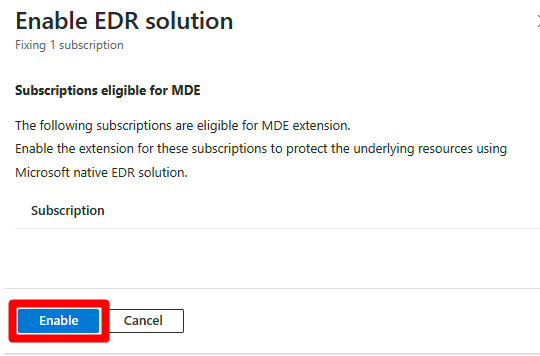 Enable EDR solution
Fixing 1 subscription
Subscriptions eligible for MDE
The following subscriptions are eligible for MDE extension.
Enable the extension for these subscriptions to protect the underlying resources using
Microsoft native EDR solution.
Subscription
Enable
Cancel